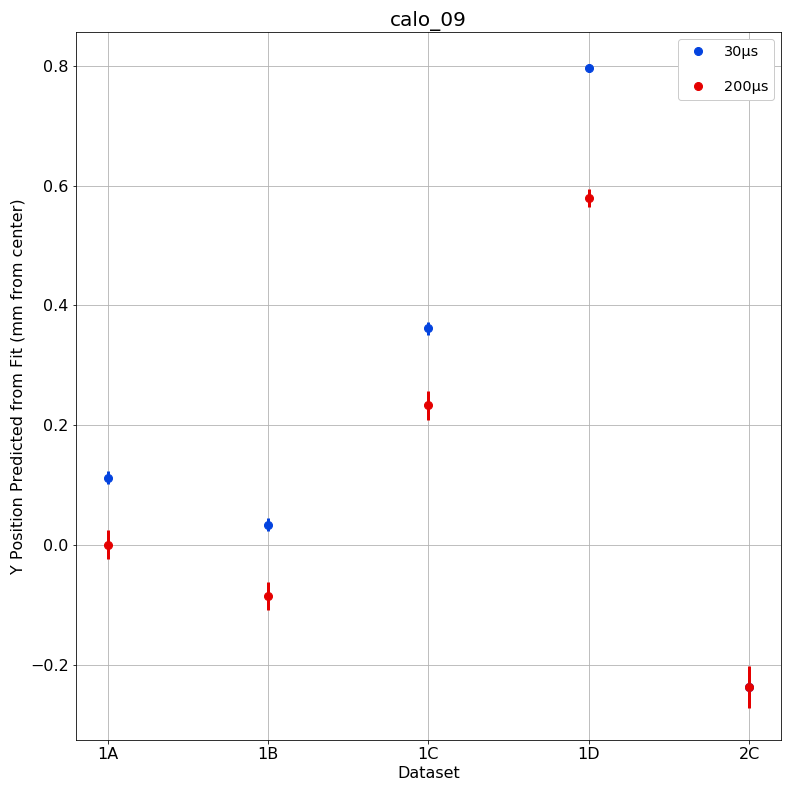 calo_09
30µs
200µs
Y Position Predicted from Fit (mm from center)
0.8
0.6
0.4
0.2
0.0
−0.2
1A 1B 1C 1D 2C
Dataset